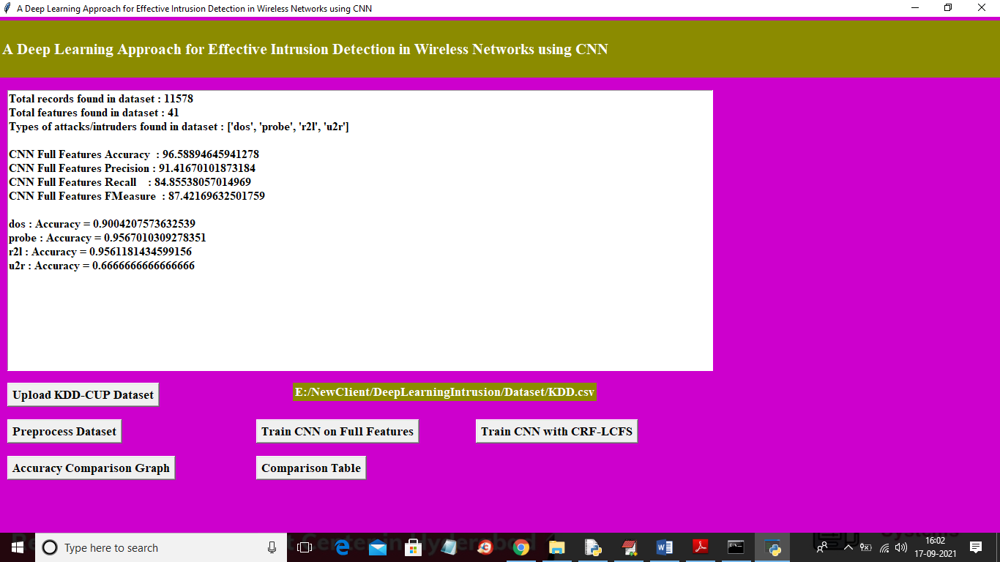 A Deep Learning Approach for Effective Intrusion Detection in Wireless Networks using CNN
A Deep Learning Approach for Effective Intrusion Detection in Wireless Networks using CNN
Total records found in dataset : 11578
Total features found in dataset : 41
Types of attacks/intruders found in dataset : ['dos', 'probe', 'r2l', 'u2r']
CNN Full Features Accuracy : 96.58894645941278
CNN Full Features Precision : 91.41670101873184
CNN Full Features Recall : 84.85538057014969
CNN Full Features FMeasure : 87.42169632501759
dos : Accuracy = 0.9004207573632539
probe : Accuracy = 0.9567010309278351
r2l : Accuracy = 0.9561181434599156
u2r : Accuracy = 0.6666666666666666
Upload KDD-CUP Dataset
E:/NewClient/DeepLearningIntrusion/Dataset/KDD.csv
Preprocess Dataset
Train CNN on Full Features
Train CNN with CRF-LCFS
Accuracy Comparison Graph
Comparison Table
Type here to search
16:02
17-09-2021